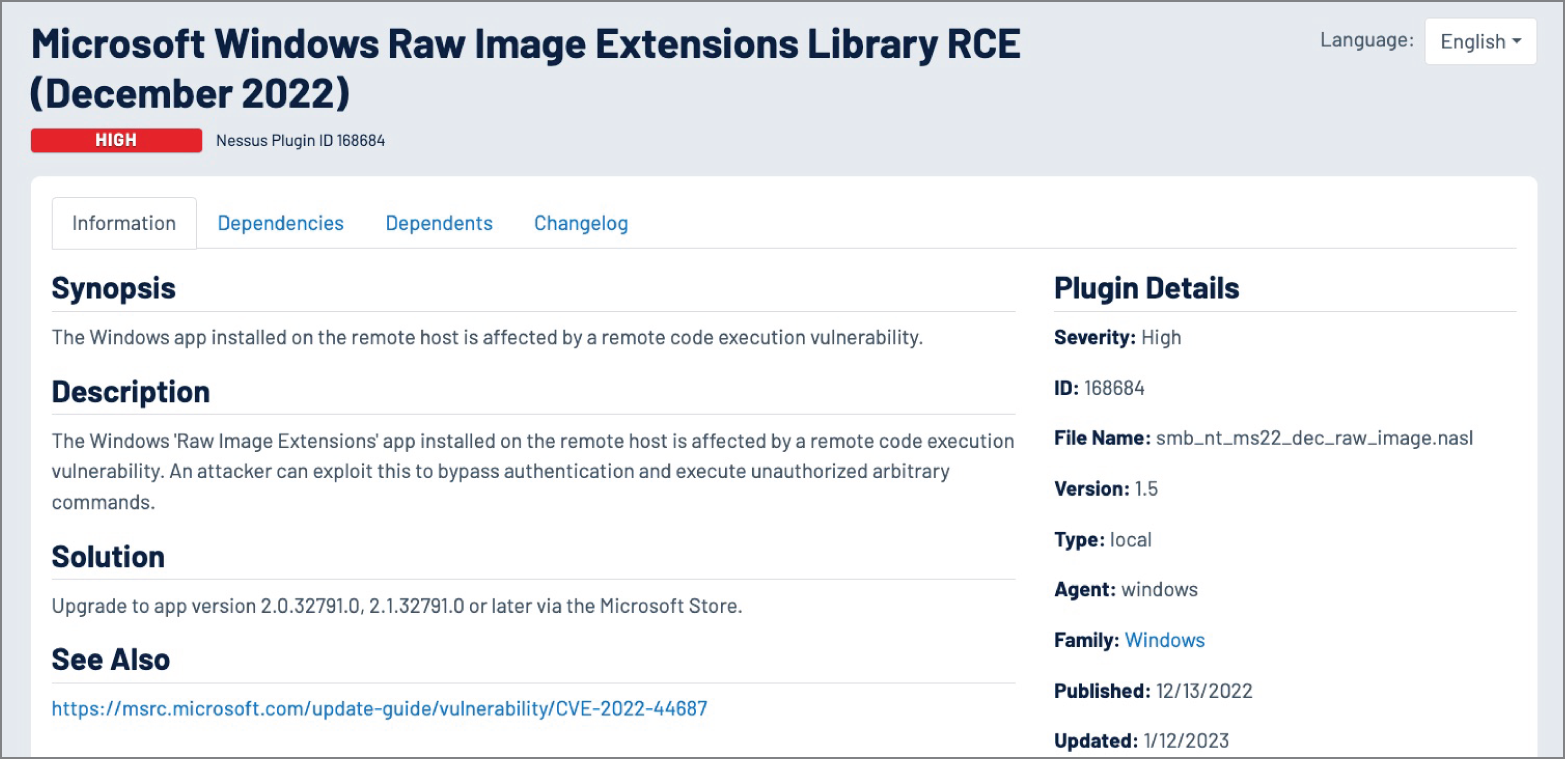 Microsoft Windows Raw Image Extensions Library RCE
(December 2022)
Language:
English
HIGH
Nessus Plugin ID 168684
Information
Dependencies
Dependents
Changelog
Synopsis
The Windows app installed on the remote host is affected by a remote code execution vulnerability.
Description
The Windows 'Raw Image Extensions' app installed on the remote host is affected by a remote code execution
vulnerability. An attacker can exploit this to bypass authentication and execute unauthorized arbitrary
commands.
Solution
Upgrade to app version 2.0.32791.0, 2.1.32791.0 or later via the Microsoft Store.
See Also
https://msrc.microsoft.com/update-guide/vulnerability/CVE-2022-44687
Plugin Details
Severity: High
ID: 168684
File Name: smb_nt_ms22_dec_raw_image.nasl
Version: 1.5
Type: local
Agent: windows
Family: Windows
Published: 12/13/2022
Updated: 1/12/2023